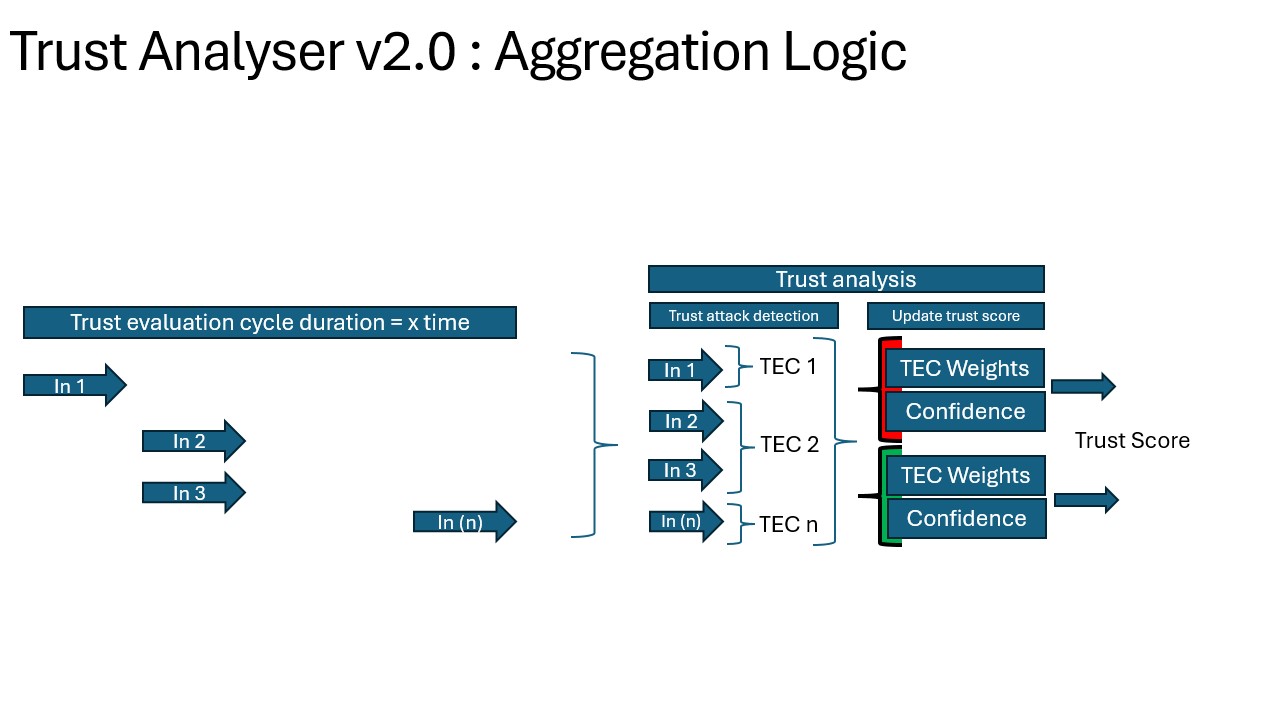 Trust Analyser v2.0 : Aggregation Logic
Trust analysis
Trust evaluation cycle duration = x time
Trust attack detection
Update trust score
In 1
In 2
In 3
In (n)
In 1
TEC 1
In 2
TEC 2
In 3
In (n)
TEC n
TEC Weights
Confidence
TEC Weights
Confidence
Trust Score